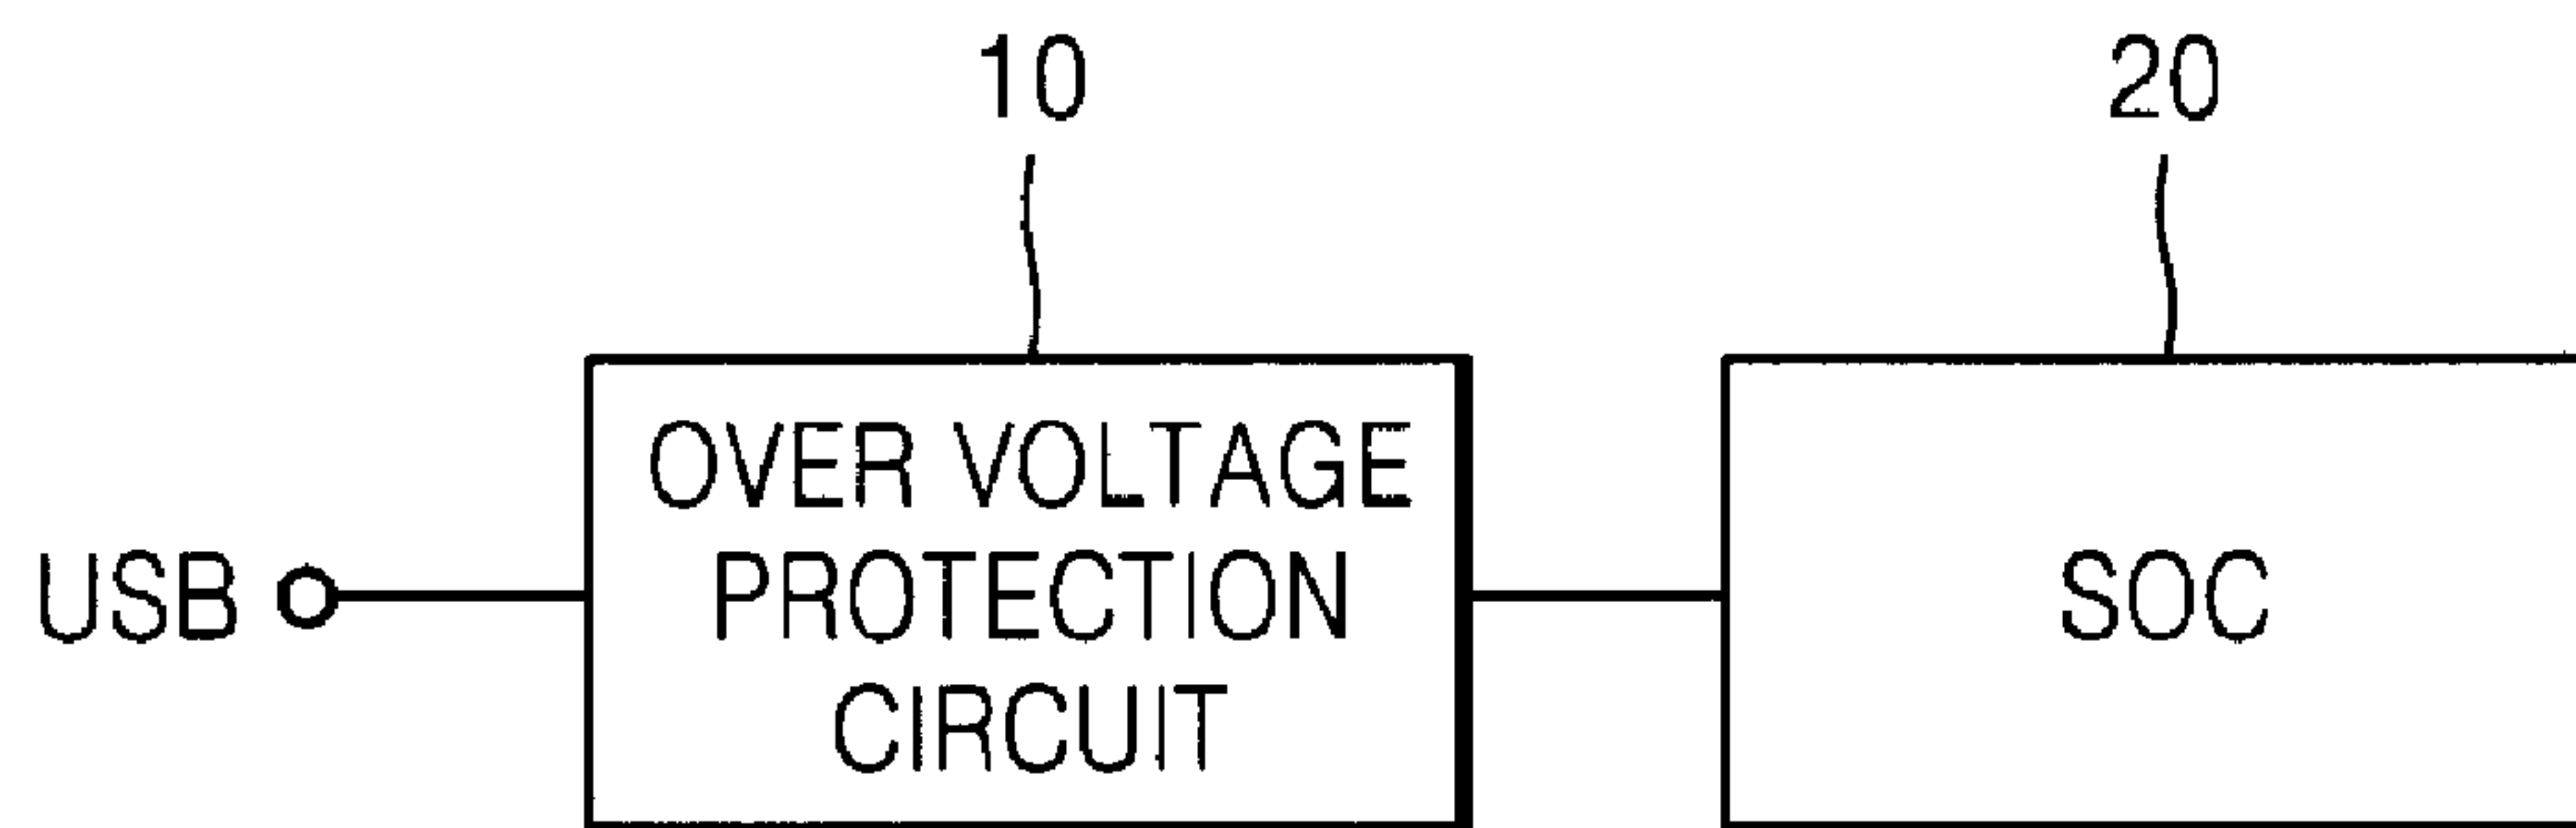 10
20
OVER VOLTAGE
PROTECTION
CIRCUIT
USB
SOC